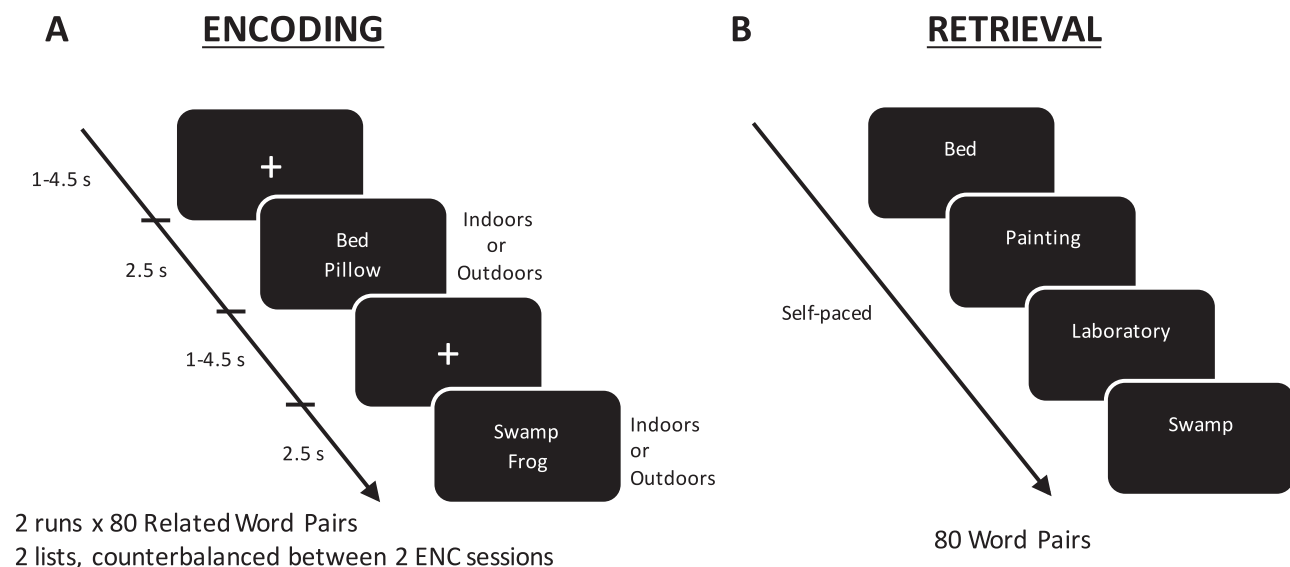 A ENCODING
1-4.5 s
+
2.5 s
Bed
Pillow
Indoors
or
Outdoors
1-4.5 s
+
2.5 s
Swamp
Frog
Indoors
or
Outdoors
2 runs x 80 Related Word Pairs
2 lists, counterbalanced between 2 ENC sessions
B RETRIEVAL
Bed
Painting
Self-paced
Laboratory
Swamp
80 Word Pairs